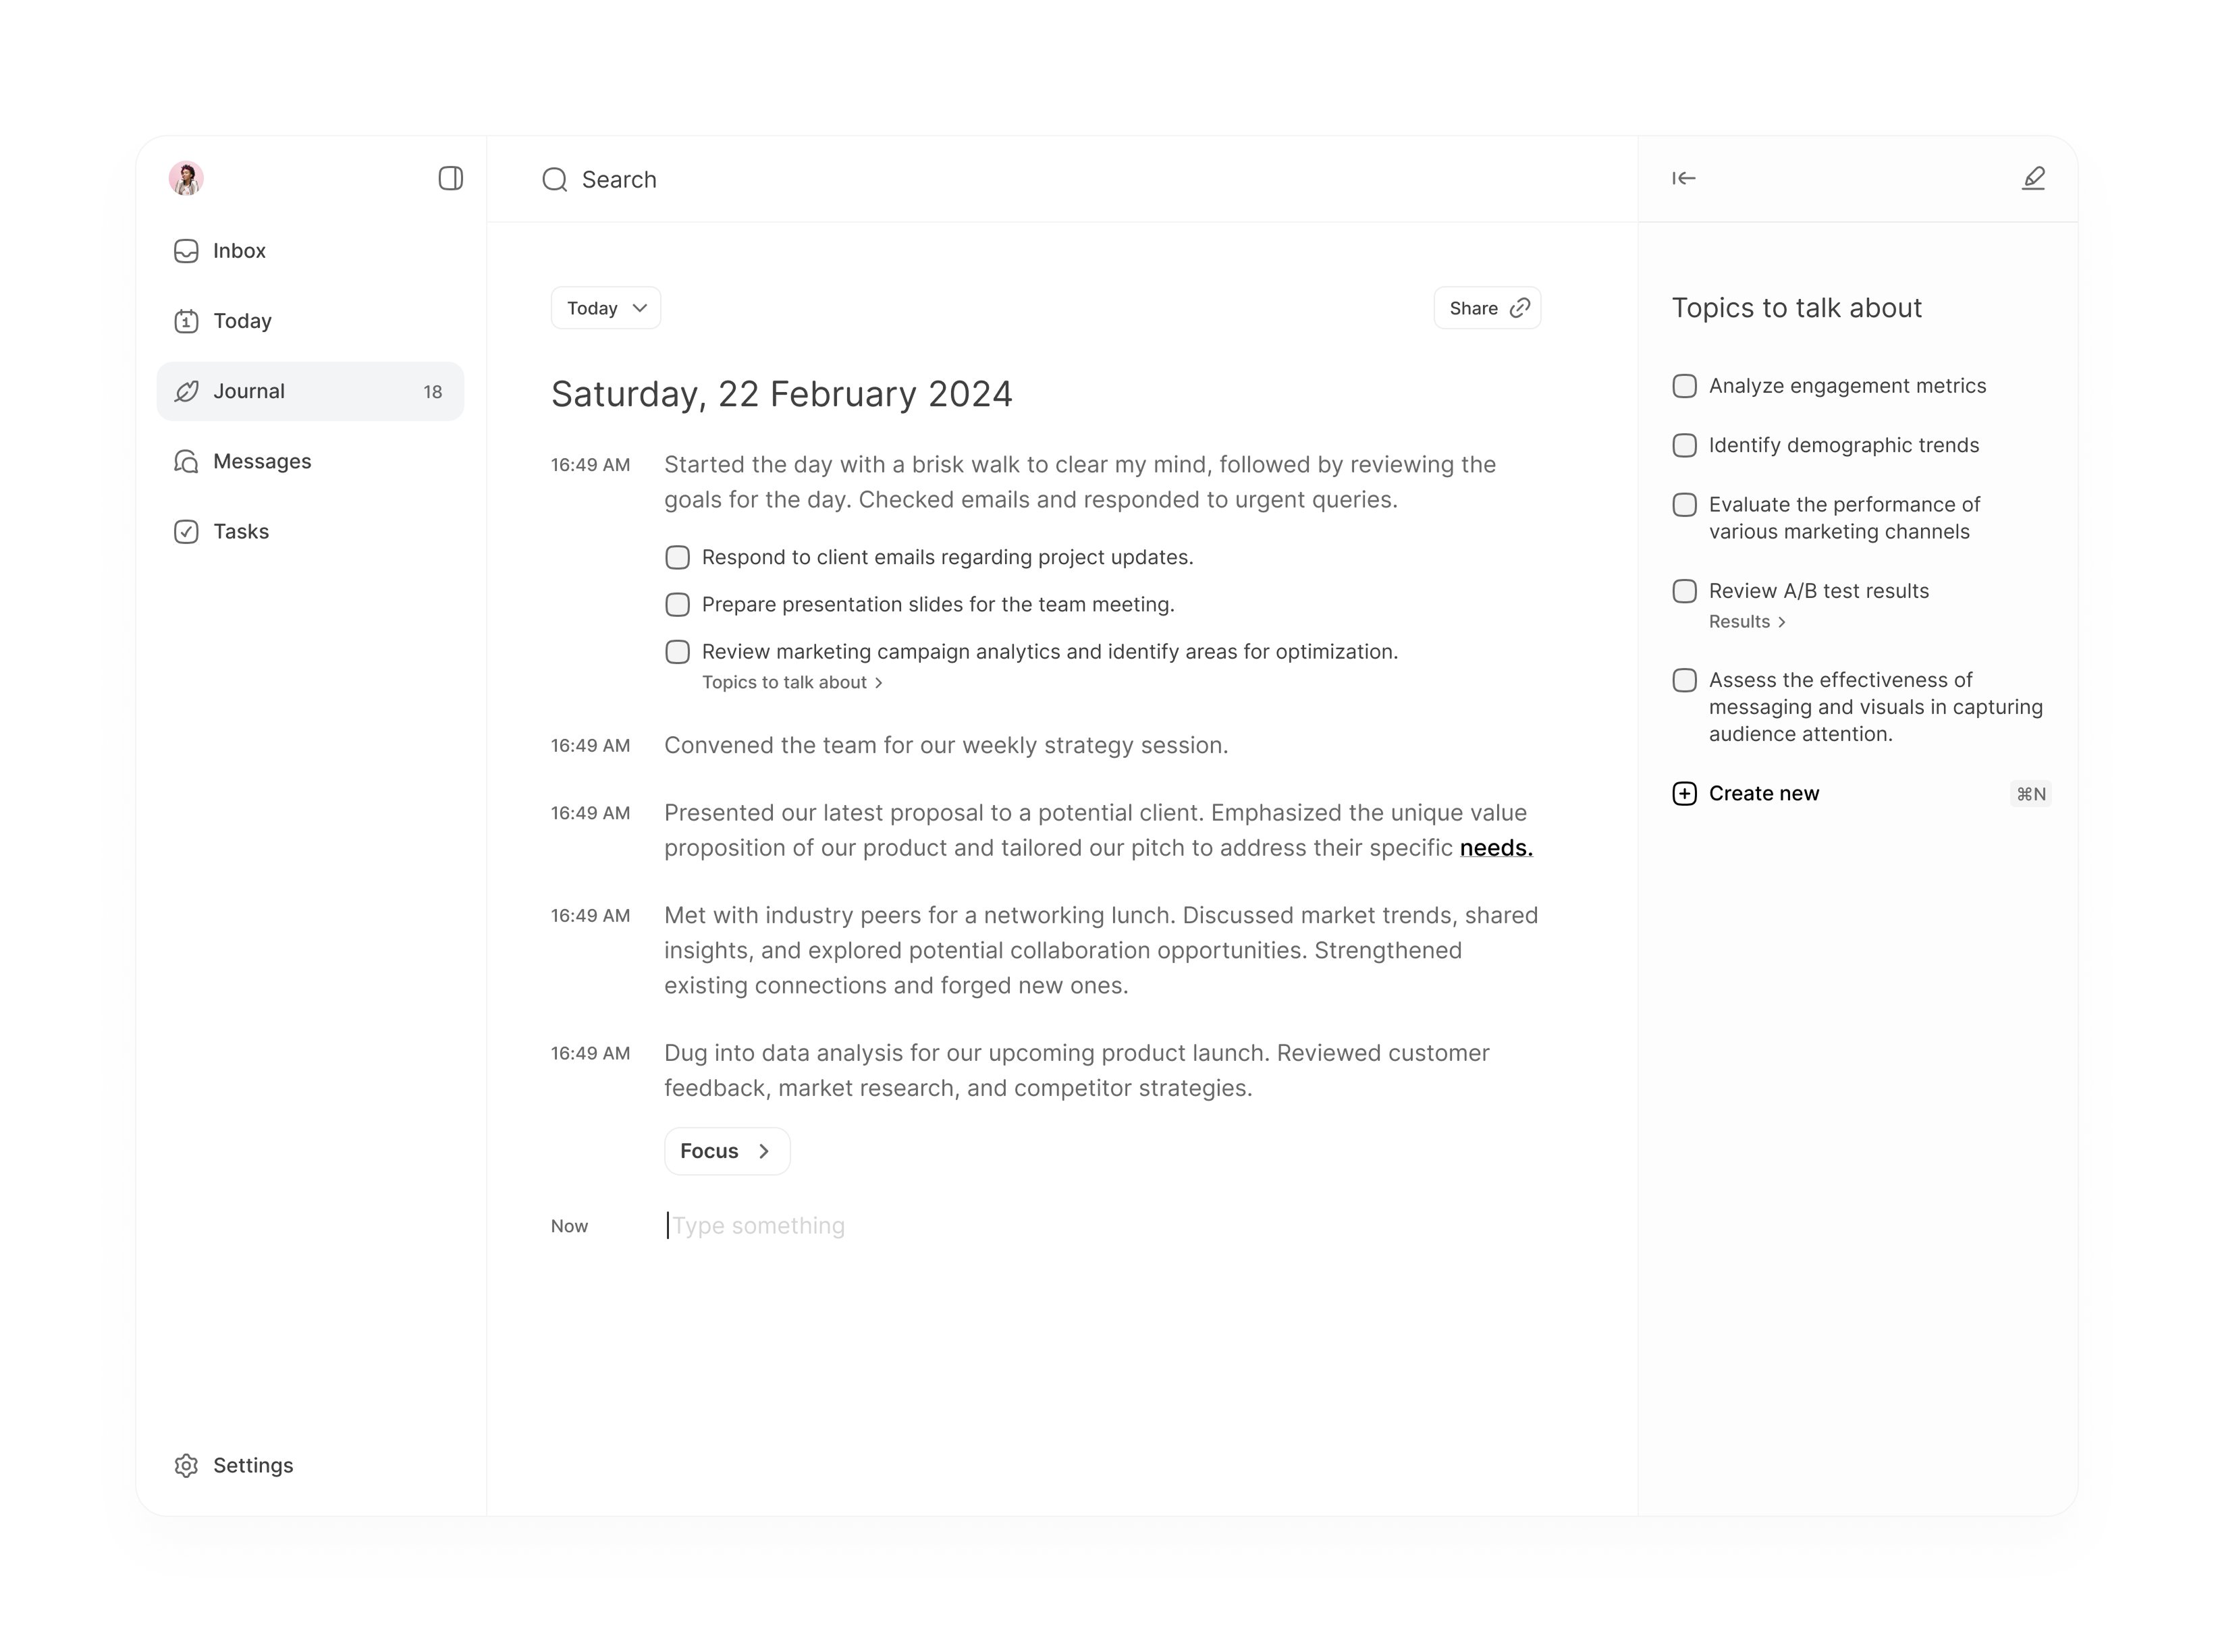 Inbox
Today
Journal 18
Messages
Tasks
Settings
Search
Today
Share
Saturday, 22 February 2024
16:49 AM Started the day with a brisk walk to clear my mind, followed by reviewing the
goals for the day. Checked emails and responded to urgent queries.
Respond to client emails regarding project updates.
Prepare presentation slides for the team meeting.
Review marketing campaign analytics and identify areas for optimization.
Topics to talk about >
16:49 AM Convened the team for our weekly strategy session.
16:49 AM Presented our latest proposal to a potential client. Emphasized the unique value
proposition of our product and tailored our pitch to address their specific needs.
16:49 AM Met with industry peers for a networking lunch. Discussed market trends, shared
insights, and explored potential collaboration opportunities. Strengthened
existing connections and forged new ones.
16:49 AM Dug into data analysis for our upcoming product launch. Reviewed customer
feedback, market research, and competitor strategies.
Focus >
Now Type something
Topics to talk about
Analyze engagement metrics
Identify demographic trends
Evaluate the performance of
various marketing channels
Review A/B test results
Results >
Assess the effectiveness of
messaging and visuals in capturing
audience attention.
Create new ⌘N